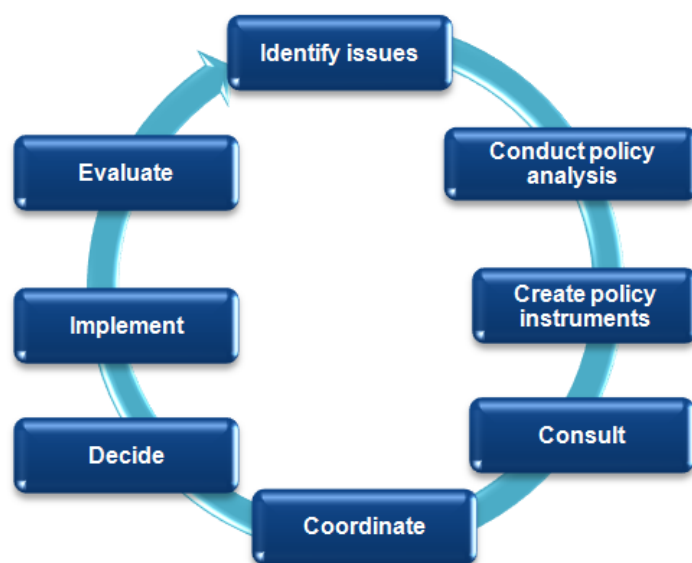 Identify issues
Conduct policy
analysis
Create policy
instruments
Consult
Coordinate
Decide
Implement
Evaluate